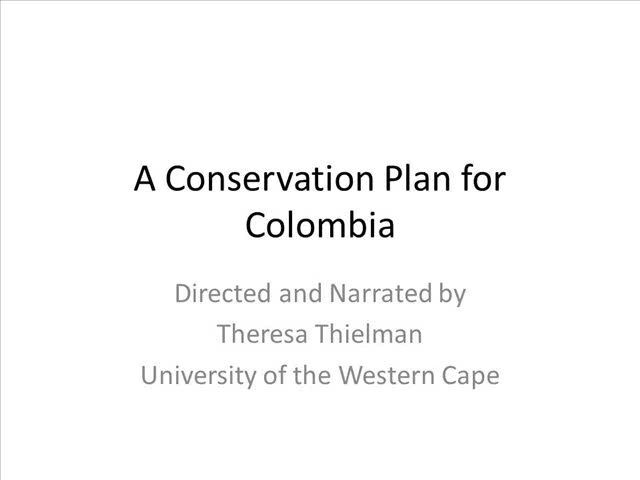 A Conservation Plan for
Colombia
Directed and Narrated by
Theresa Thielman
University of the Western Cape